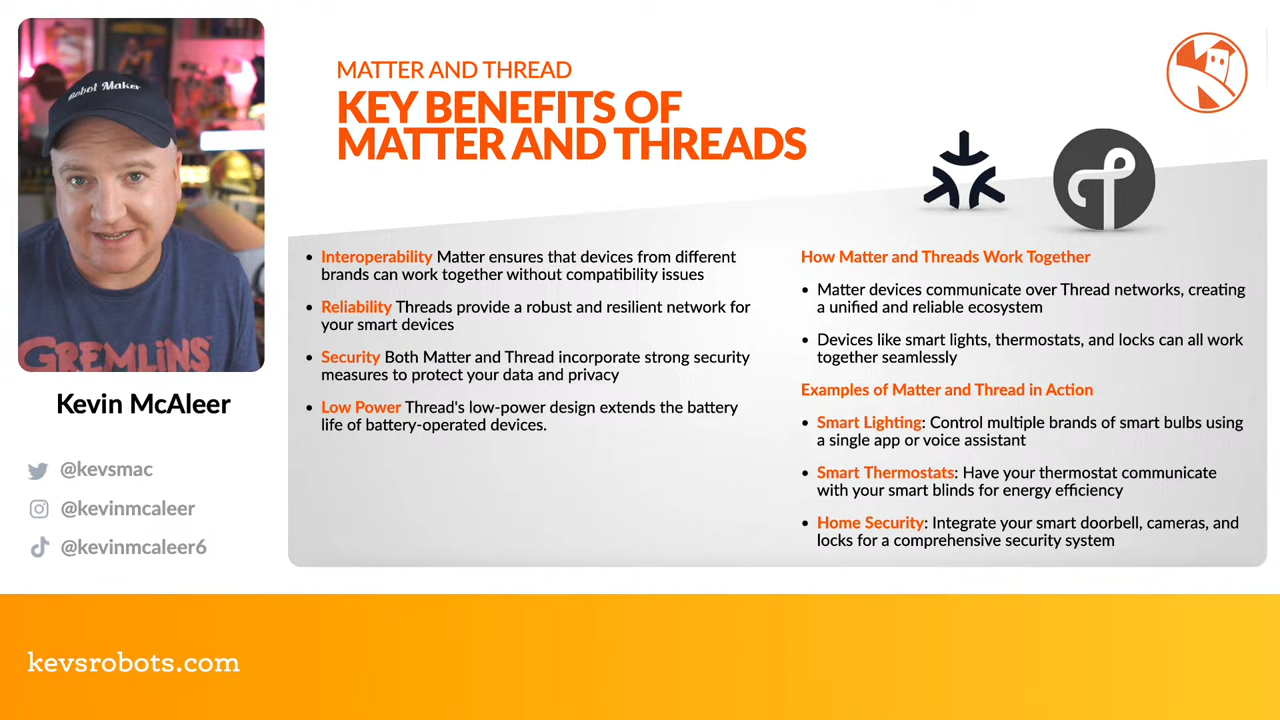 Robot Maker
GREMLINS
Kevin McAleer
@kevsmac
@kevinmcaleer
@kevinmcaleer6
MATTER AND THREAD
KEY BENEFITS OF
MATTER AND THREADS
• Interoperability Matter ensures that devices from different
brands can work together without compatibility issues
• Reliability Threads provide a robust and resilient network for
your smart devices
• Security Both Matter and Thread incorporate strong security
measures to protect your data and privacy
• Low Power Thread's low-power design extends the battery
life of battery-operated devices.
How Matter and Threads Work Together
• Matter devices communicate over Thread networks, creating
a unified and reliable ecosystem
• Devices like smart lights, thermostats, and locks can all work
together seamlessly
Examples of Matter and Thread in Action
• Smart Lighting: Control multiple brands of smart bulbs using
a single app or voice assistant
• Smart Thermostats: Have your thermostat communicate
with your smart blinds for energy efficiency
• Home Security: Integrate your smart doorbell, cameras, and
locks for a comprehensive security system
kevsrobots.com